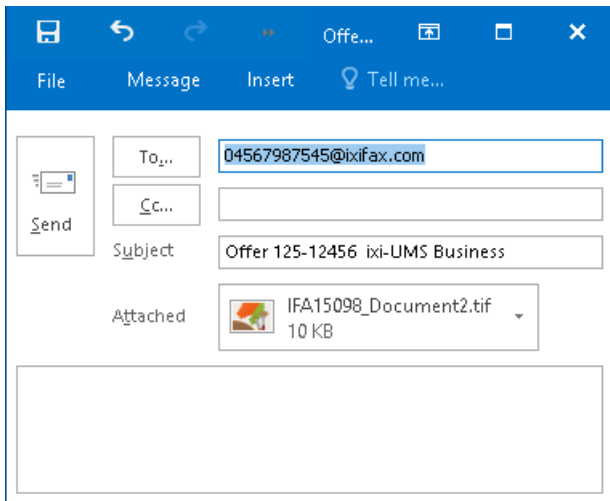 Offe...
File Message Insert Tell me...
To... 04567987545@ixifax.com
Cc...
Send
Subject Offer 125-12456 ixi-UMS Business
Attached IFA15098_Document2.tif
10 KB